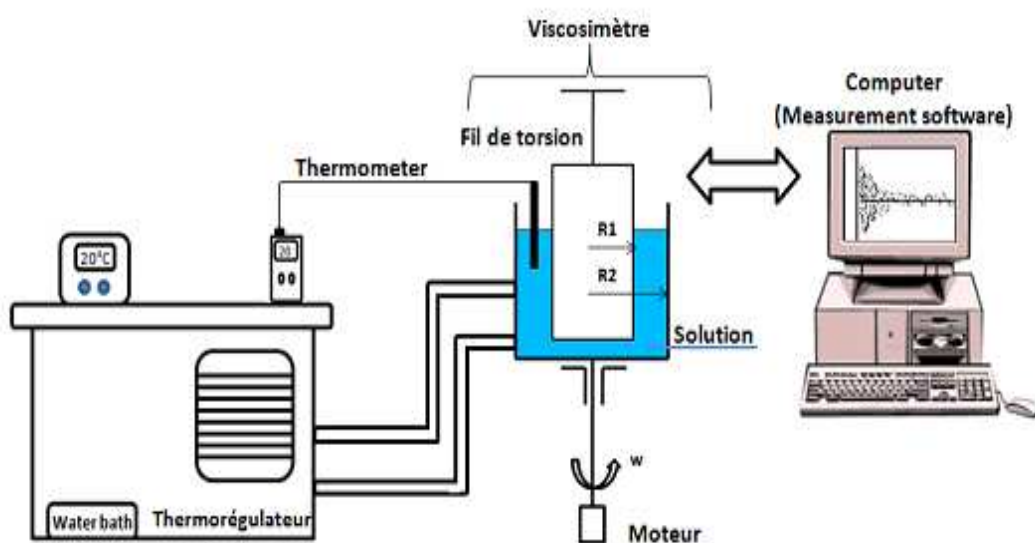 Viscosimètre
Computer
(Measurement software)
Fil de torsion
Thermometer
R1
20°C
20
R2
Solution
w
Water bath
Thermorégulateur
Moteur